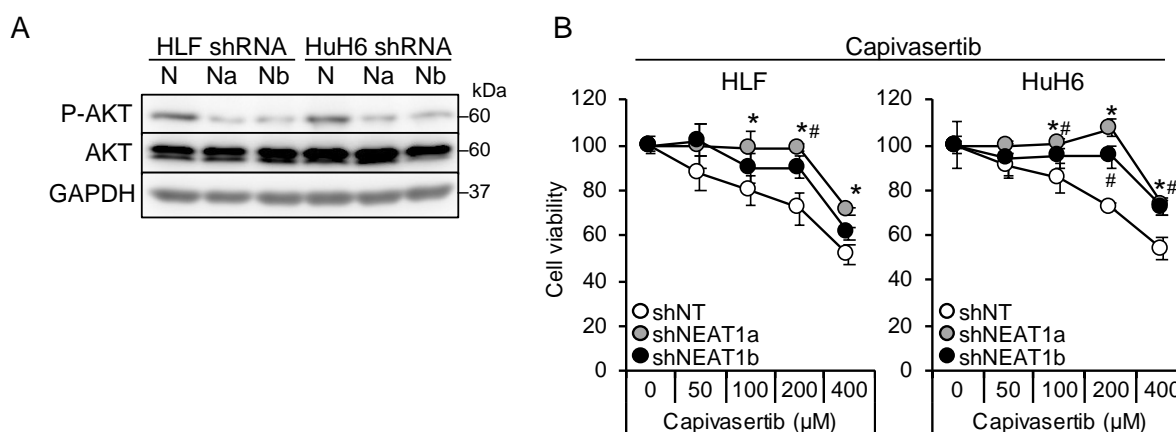 A
HLF shRNA HuH6 shRNA
N Na Nb N Na Nb
kDa
P-AKT 60
AKT 60
GAPDH 37
B
Capivasertib
HLF
Cell viability
120
100
80
60
40
20
0
* *# *
shNT
shNEAT1a
shNEAT1b
0 50 100 200 400
Capivasertib (µM)
HuH6
120
100
80
60
40
20
0
*# * # *#
shNT
shNEAT1a
shNEAT1b
0 50 100 200 400
Capivasertib (µM)